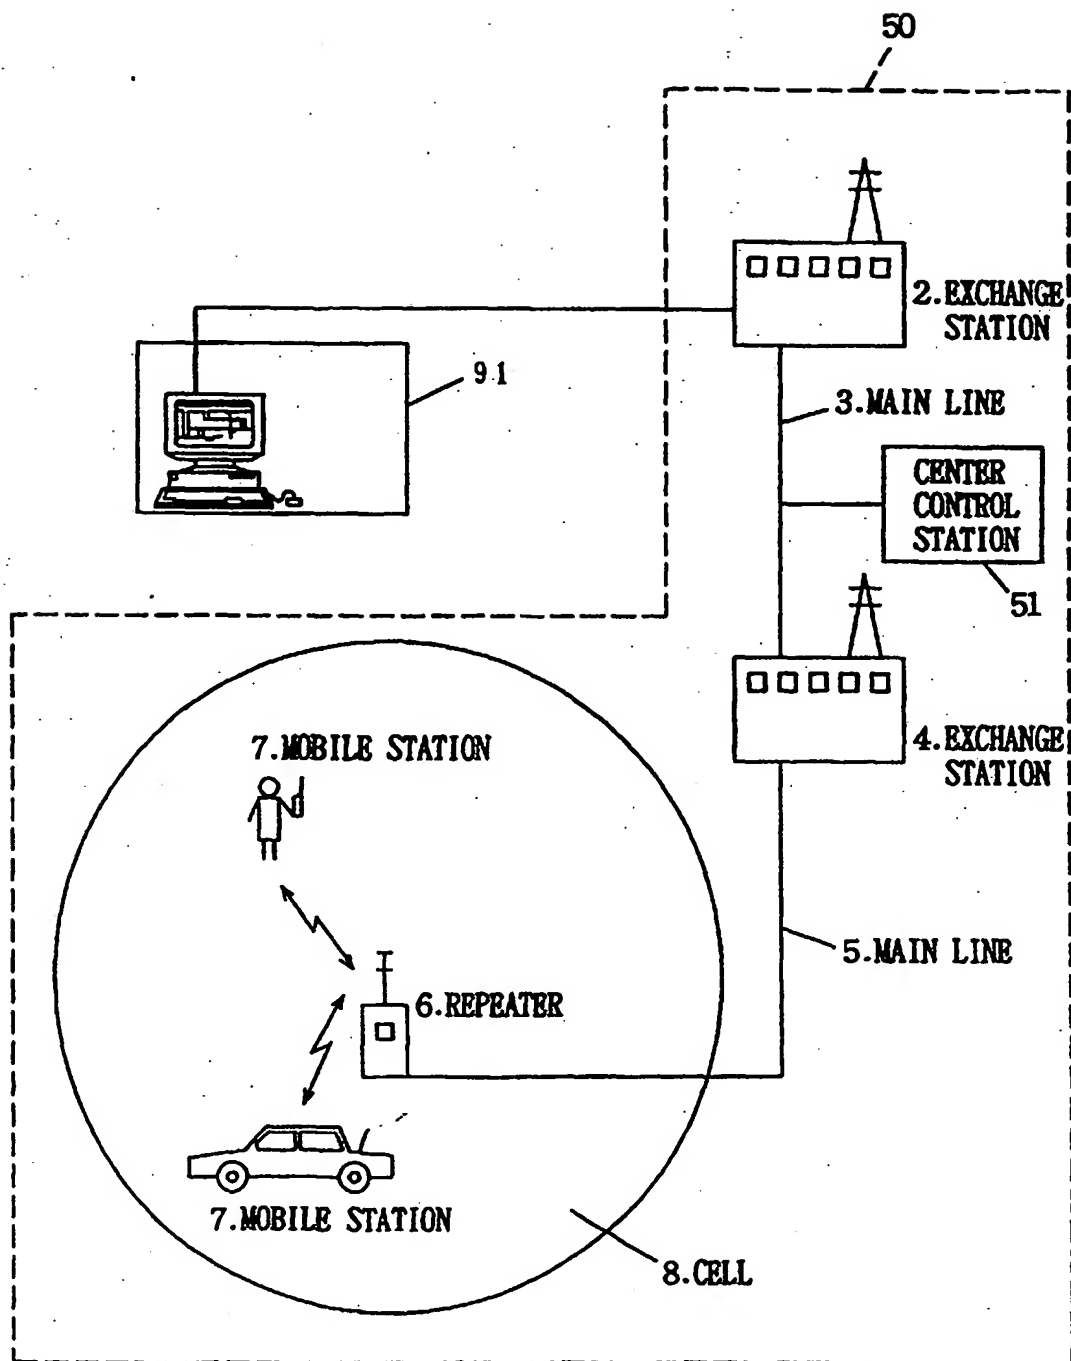 50
2.EXCHANGE
STATION
91
3.MAIN LINE
CENTER
CONTROL
STATION
51
7.MOBILE STATION
4.EXCHANGE
STATION
5.MAIN LINE
6.REPEATER
7.MOBILE STATION
8.CELL